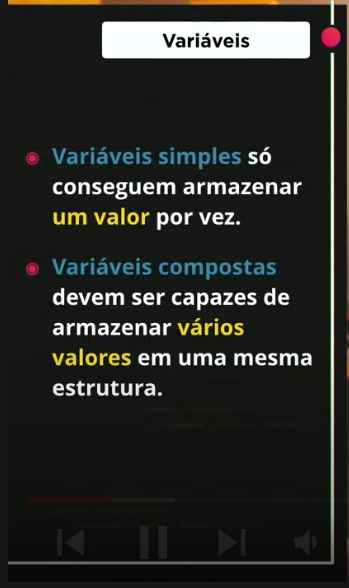 Variáveis
Variáveis simples só
conseguem armazenar
um valor por vez.
Variáveis compostas
devem ser capazes de
armazenar vários
valores em uma mesma
estrutura.